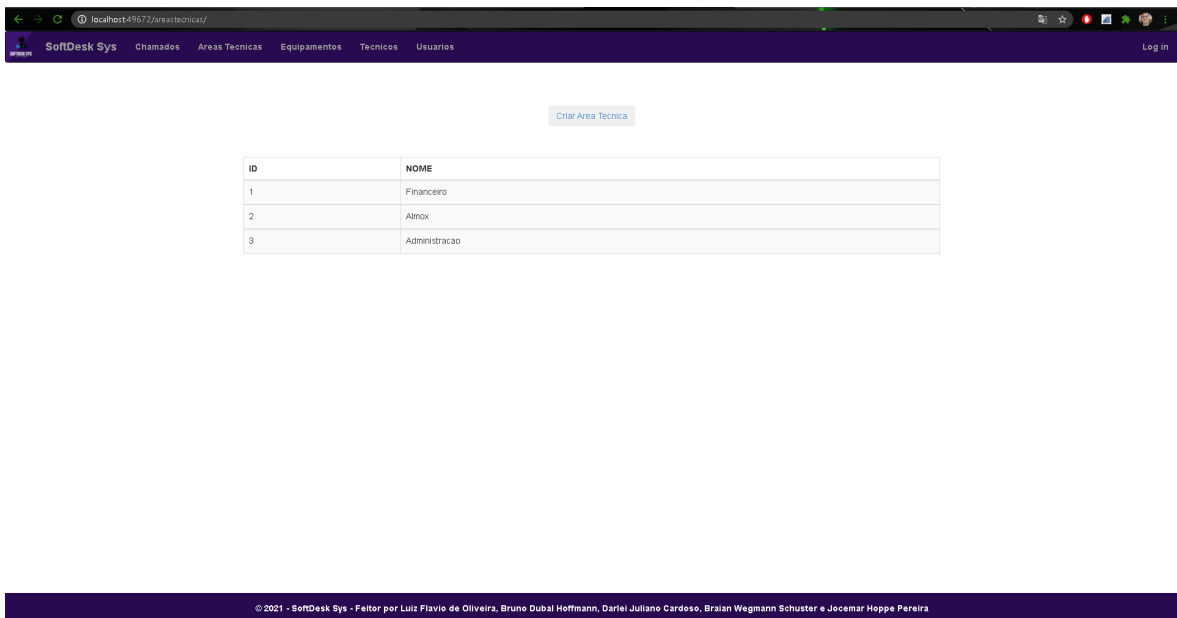 localhost:49672/areastecnicas/
SoftDesk Sys Chamados Areas Tecnicas Equipamentos Tecnicos Usuarios Log in
Criar Area Tecnica
ID NOME
1 Financeiro
2 Almox
3 Administracao
© 2021 - SoftDesk Sys - Feitor por Luiz Flavio de Oliveira, Bruno Dubal Hoffmann, Darlei Juliano Cardoso, Braian Wegmann Schuster e Jocemar Hoppe Pereira